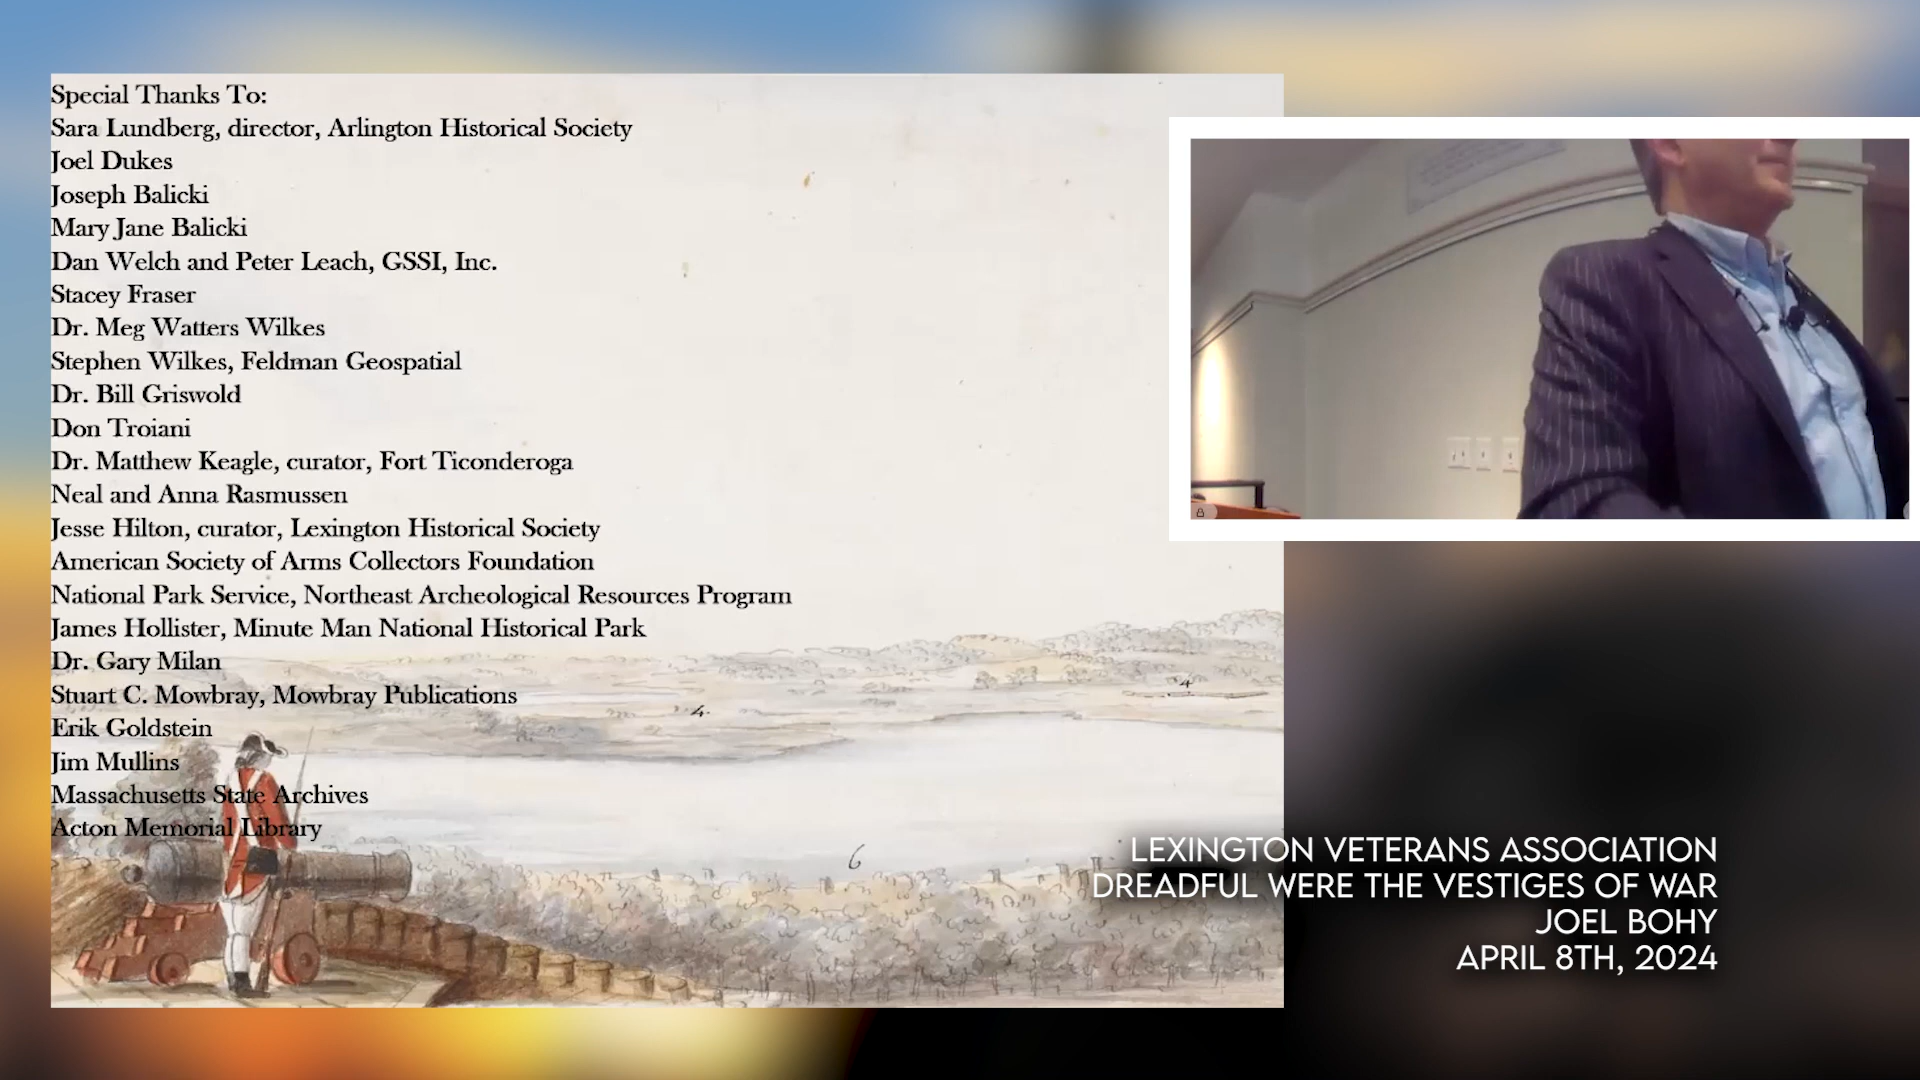 Special Thanks To:
Sara Lundberg, director, Arlington Historical Society
Joel Dukes
Joseph Balicki
Mary Jane Balicki
Dan Welch and Peter Leach, GSSI, Inc.
Stacey Fraser
Dr. Meg Watters Wilkes
Stephen Wilkes, Feldman Geospatial
Dr. Bill Griswold
Don Troiani
Dr. Matthew Keagle, curator, Fort Ticonderoga
Neal and Anna Rasmussen
Jesse Hilton, curator, Lexington Historical Society
American Society of Arms Collectors Foundation
National Park Service, Northeast Archeological Resources Program
James Hollister, Minute Man National Historical Park
Dr. Gary Milan
Stuart C. Mowbray, Mowbray Publications
Erik Goldstein
Jim Mullins
Massachusetts State Archives
Acton Memorial Library
4
4
6
LEXINGTON VETERANS ASSOCIATION
DREADFUL WERE THE VESTIGES OF WAR
JOEL BOHY
APRIL 8TH, 2024